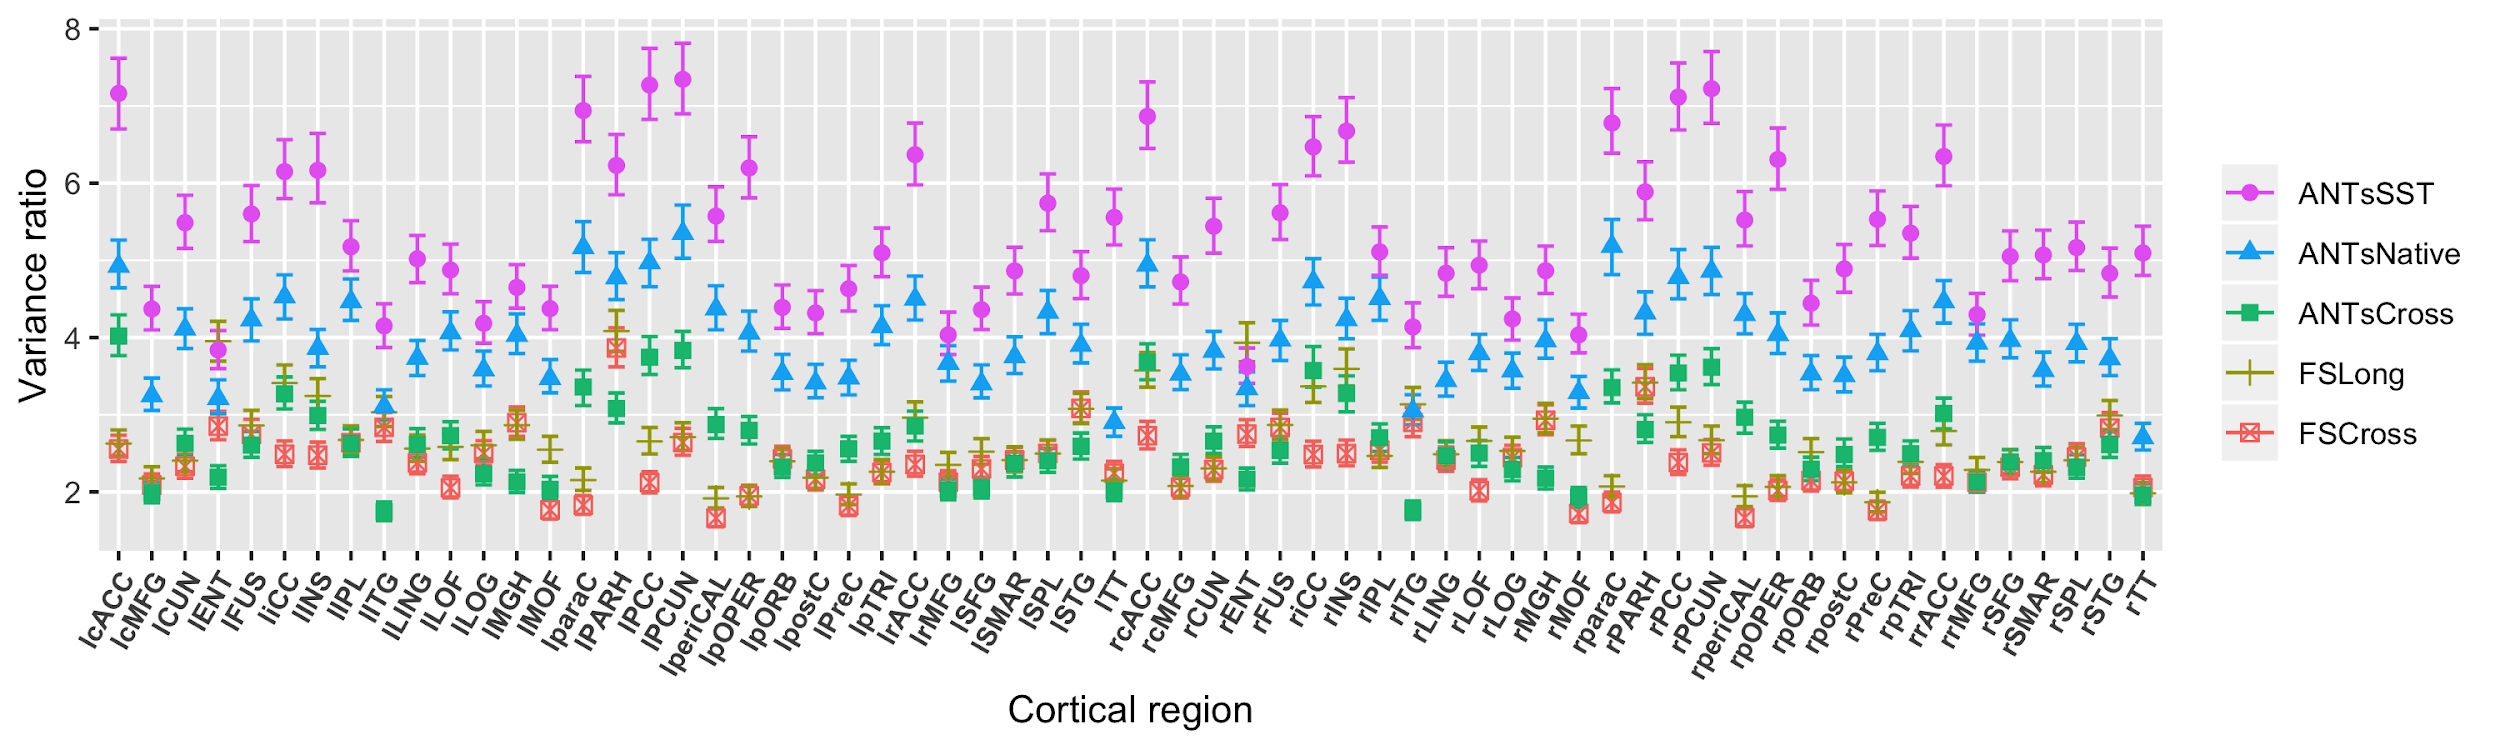 8
6
4
2
Variance ratio
lcACC
lcMFG
lCUN
lENT
lFUS
liCC
lINS
lIPL
lITG
lLING
lLOF
lLOG
lMGH
lMOF
lparaC
lPARH
lPCC
lPCUN
lperiCAL
lpOPER
lpORB
lpostC
lPreC
lpTRI
lrACC
lrMFG
lSFG
lSMAR
lSPL
lSTG
lTT
rcACC
rcMFG
rCUN
rENT
rFUS
riCC
rINS
rIPL
rITG
rLING
rLOF
rLOG
rMGH
rMOF
rparaC
rPARH
rPCC
rPCUN
rperiCAL
rpOPER
rpORB
rpostC
rPreC
rpTRI
rrACC
rrMFG
rSFG
rSMAR
rSPL
rSTG
rTT
Cortical region
ANTsSST
ANTsNative
ANTsCross
FSLong
FSCross